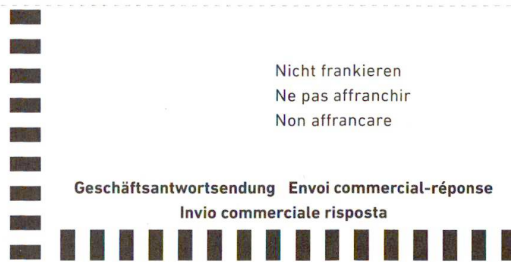 Nicht frankieren
Ne pas affranchir
Non affrancare
Geschäftsantwortsendung Envoi commercial-réponse
Invio commerciale risposta